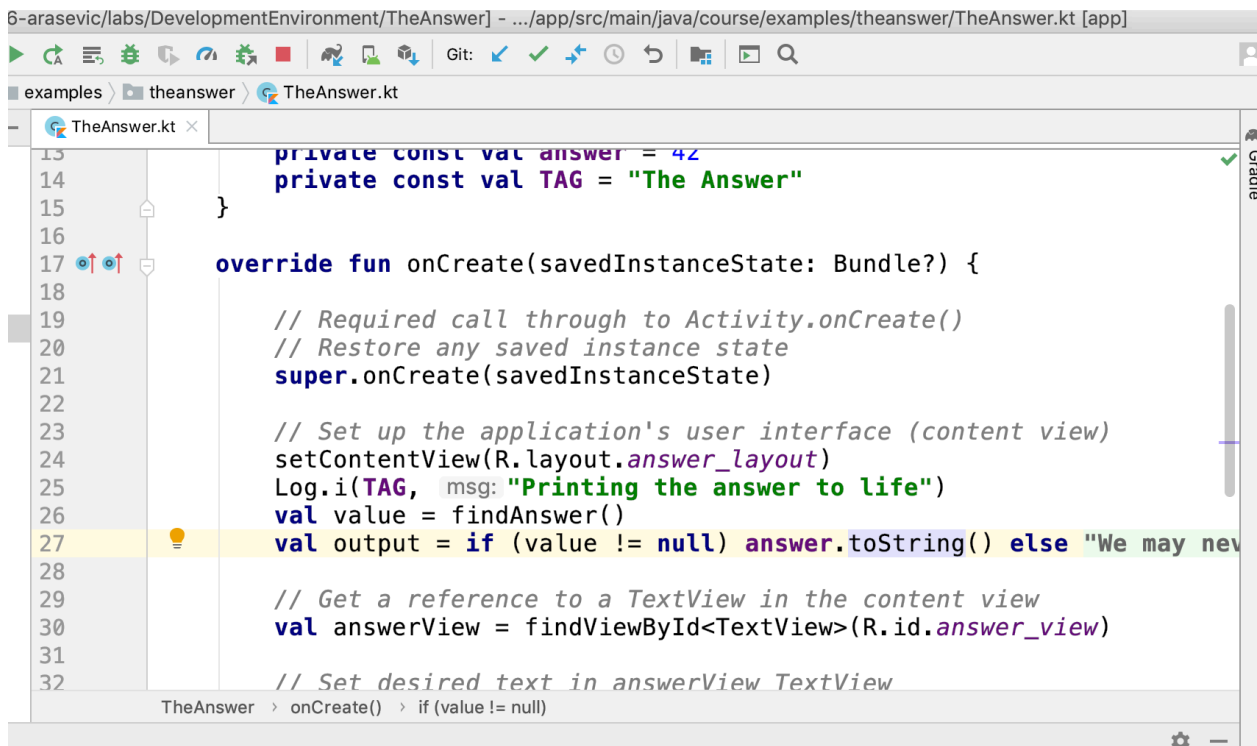 6-arasevic/labs/DevelopmentEnvironment/TheAnswer] - .../app/src/main/java/course/examples/theanswer/TheAnswer.kt [app]
Git:
examples theanswer TheAnswer.kt
TheAnswer.kt
Gradle
13 private const val answer = 42
14 private const val TAG = "The Answer"
15 }
16
17 override fun onCreate(savedInstanceState: Bundle?) {
18
19 // Required call through to Activity.onCreate()
20 // Restore any saved instance state
21 super.onCreate(savedInstanceState)
22
23 // Set up the application's user interface (content view)
24 setContentView(R.layout.answer_layout)
25 Log.i(TAG, msg: "Printing the answer to life")
26 val value = findAnswer()
27 val output = if (value != null) answer.toString() else "We may nev
28
29 // Get a reference to a TextView in the content view
30 val answerView = findViewById<TextView>(R.id.answer_view)
31
32 // Set desired text in answerView TextView
TheAnswer › onCreate() › if (value != null)